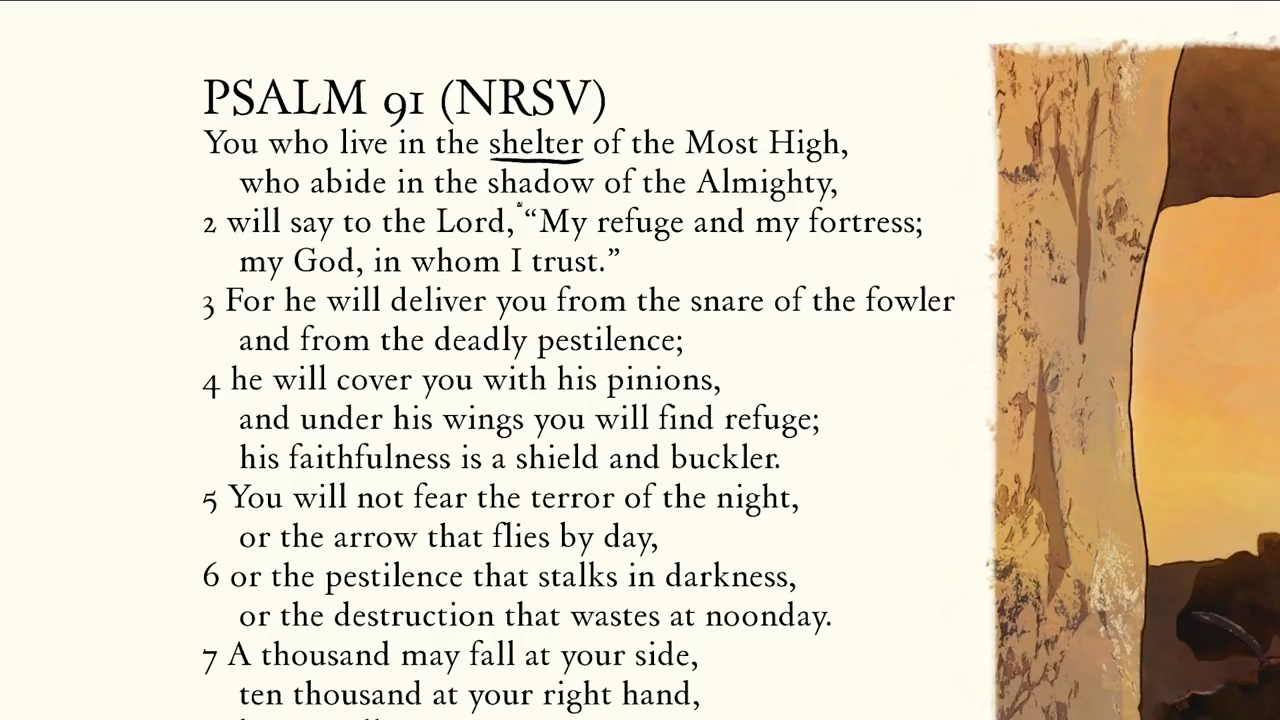 PSALM 91 (NRSV)
You who live in the shelter of the Most High,
who abide in the shadow of the Almighty,
2 will say to the Lord, “My refuge and my fortress;
my God, in whom I trust.”
3 For he will deliver you from the snare of the fowler
and from the deadly pestilence;
4 he will cover you with his pinions,
and under his wings you will find refuge;
his faithfulness is a shield and buckler.
5 You will not fear the terror of the night,
or the arrow that flies by day,
6 or the pestilence that stalks in darkness,
or the destruction that wastes at noonday.
7 A thousand may fall at your side,
ten thousand at your right hand,